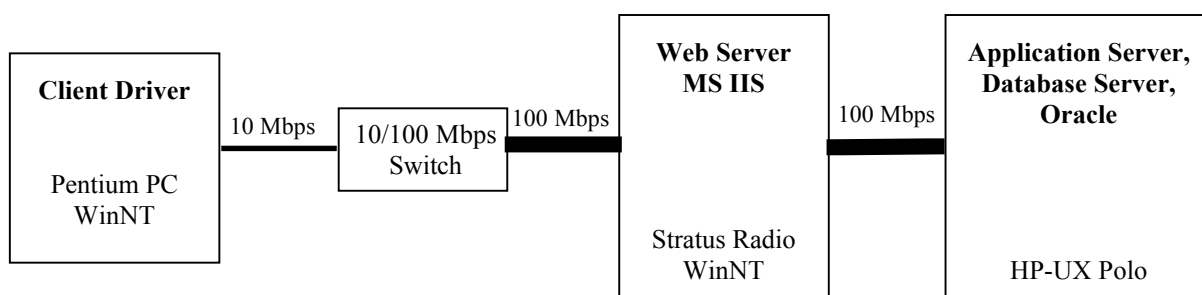 Client Driver
Pentium PC
WinNT
10 Mbps
10/100 Mbps
Switch
100 Mbps
Web Server
MS IIS
Stratus Radio
WinNT
100 Mbps
Application Server,
Database Server,
Oracle
HP-UX Polo